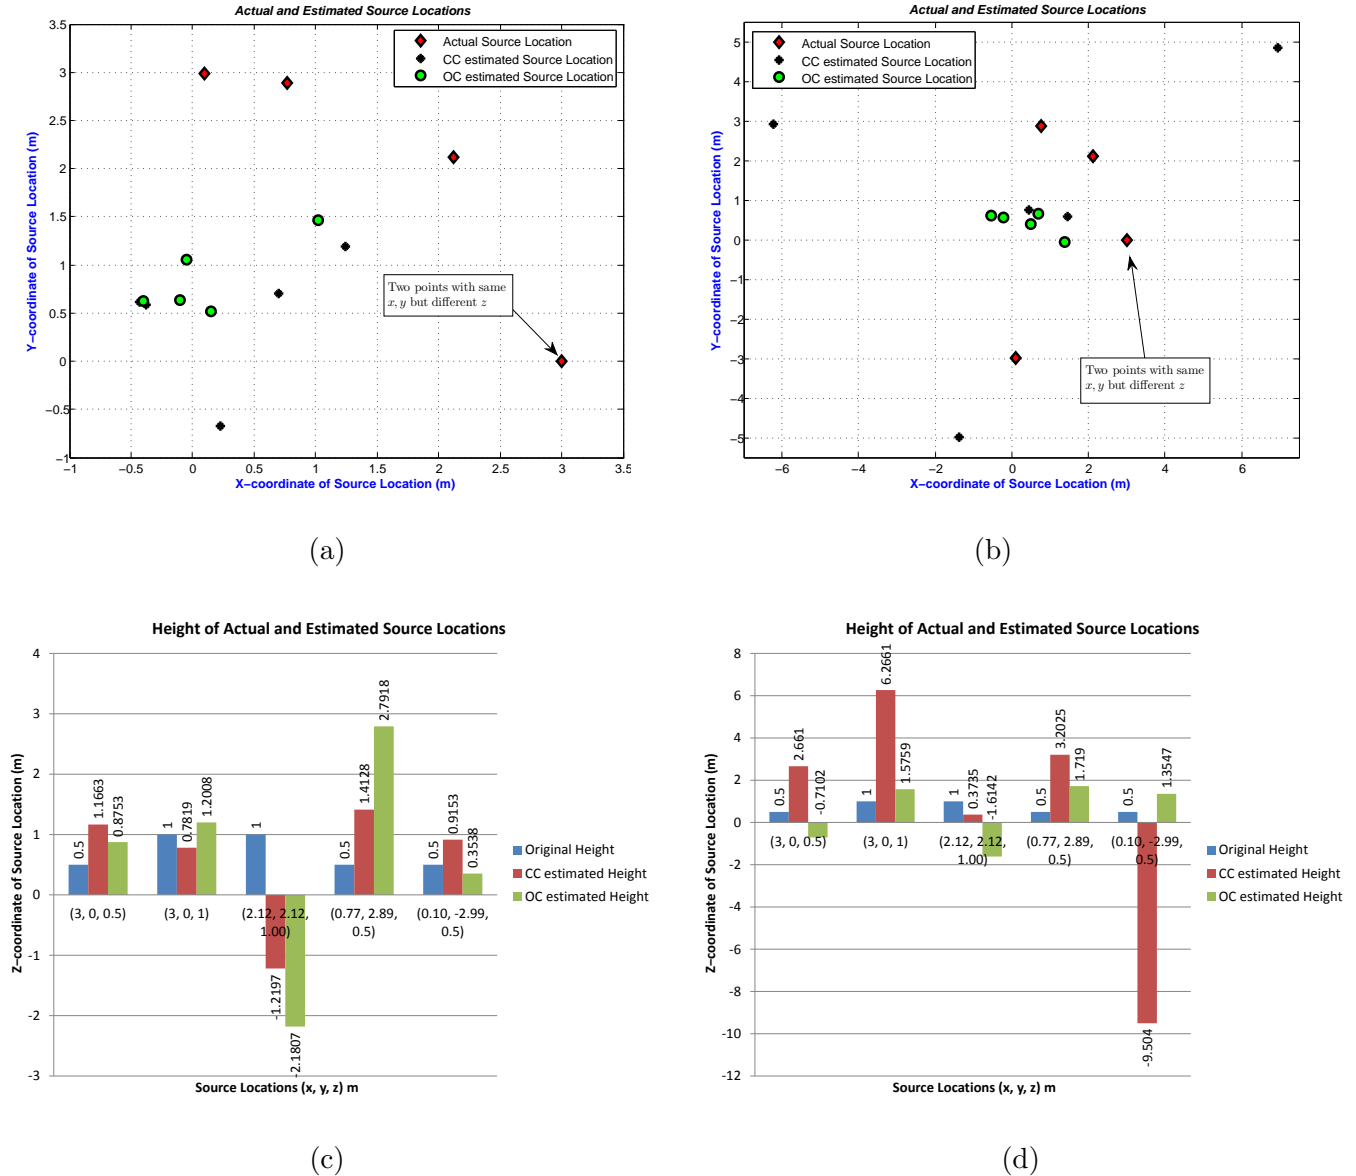 Actual and Estimated Source Locations
3.5
3
2.5
2
1.5
1
0.5
0
−0.5
−1
Y−coordinate of Source Location (m)
Actual Source Location
CC estimated Source Location
OC estimated Source Location
Two points with same
x, y but different z
−1
−0.5
0
0.5
1
1.5
2
2.5
3
3.5
X−coordinate of Source Location (m)
(a)
Actual and Estimated Source Locations
5
4
3
2
1
0
−1
−2
−3
−4
−5
Y−coordinate of Source Location (m)
Actual Source Location
CC estimated Source Location
OC estimated Source Location
Two points with same
x, y but different z
−6
−4
−2
0
2
4
6
X−coordinate of Source Location (m)
(b)
Height of Actual and Estimated Source Locations
4
3
2
1
0
-1
-2
-3
Z−coordinate of Source Location (m)
0.5
1.1663
0.8753
1
0.7819
1.2008
1
-1.2197
-2.1807
0.5
1.4128
2.7918
0.5
0.9153
0.3538
(3, 0, 0.5)
(3, 0, 1)
(2.12, 2.12,
1.00)
(0.77, 2.89,
0.5)
(0.10, -2.99,
0.5)
Original Height
CC estimated Height
OC estimated Height
Source Locations (x, y, z) m
(c)
Height of Actual and Estimated Source Locations
8
6
4
2
0
-2
-4
-6
-8
-10
-12
Z−coordinate of Source Location (m)
0.5
2.661
-0.7102
1
6.2661
1.5759
1
0.3735
-1.6142
0.5
3.2025
1.719
0.5
-9.504
1.3547
(3, 0, 0.5)
(3, 0, 1)
(2.12, 2.12,
1.00)
(0.77, 2.89,
0.5)
(0.10, -2.99,
0.5)
Original Height
CC estimated Height
OC estimated Height
Source Locations (x, y, z) m
(d)